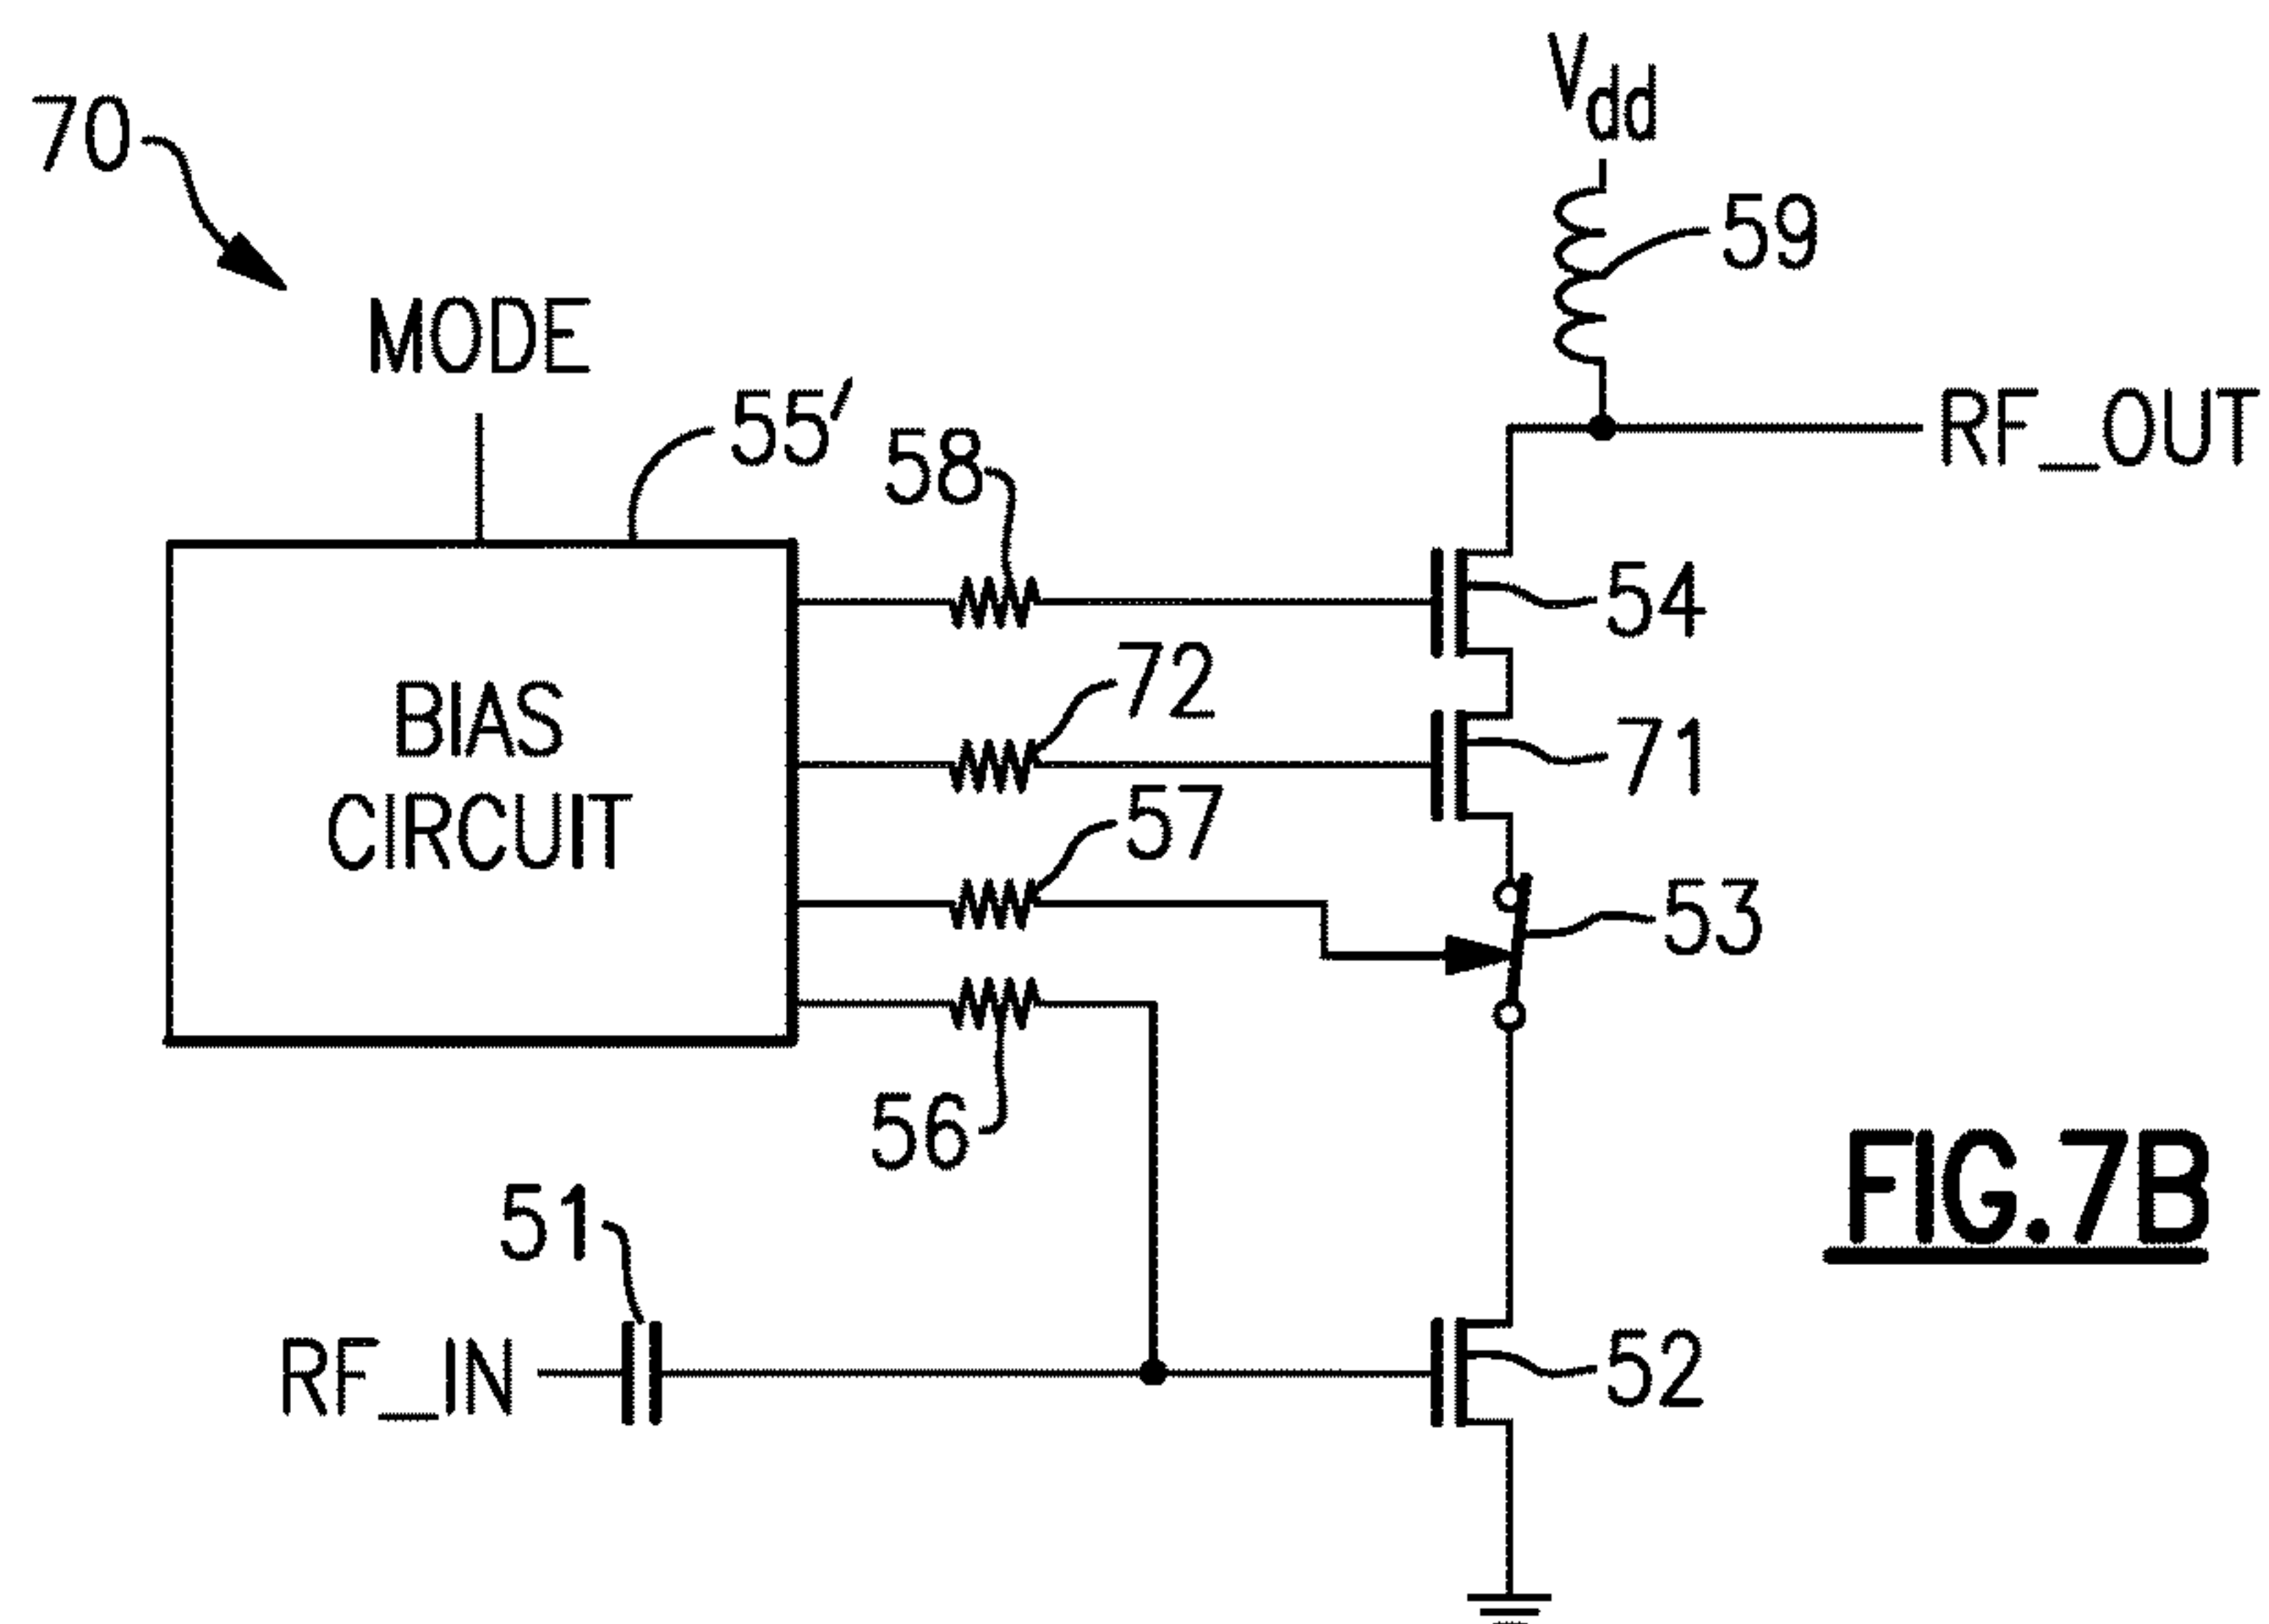 Vdd
70
59
MODE
55'
58
RF_OUT
54
72
71
BIAS
CIRCUIT
57
53
56
51
FIG.7B
RF_IN
52